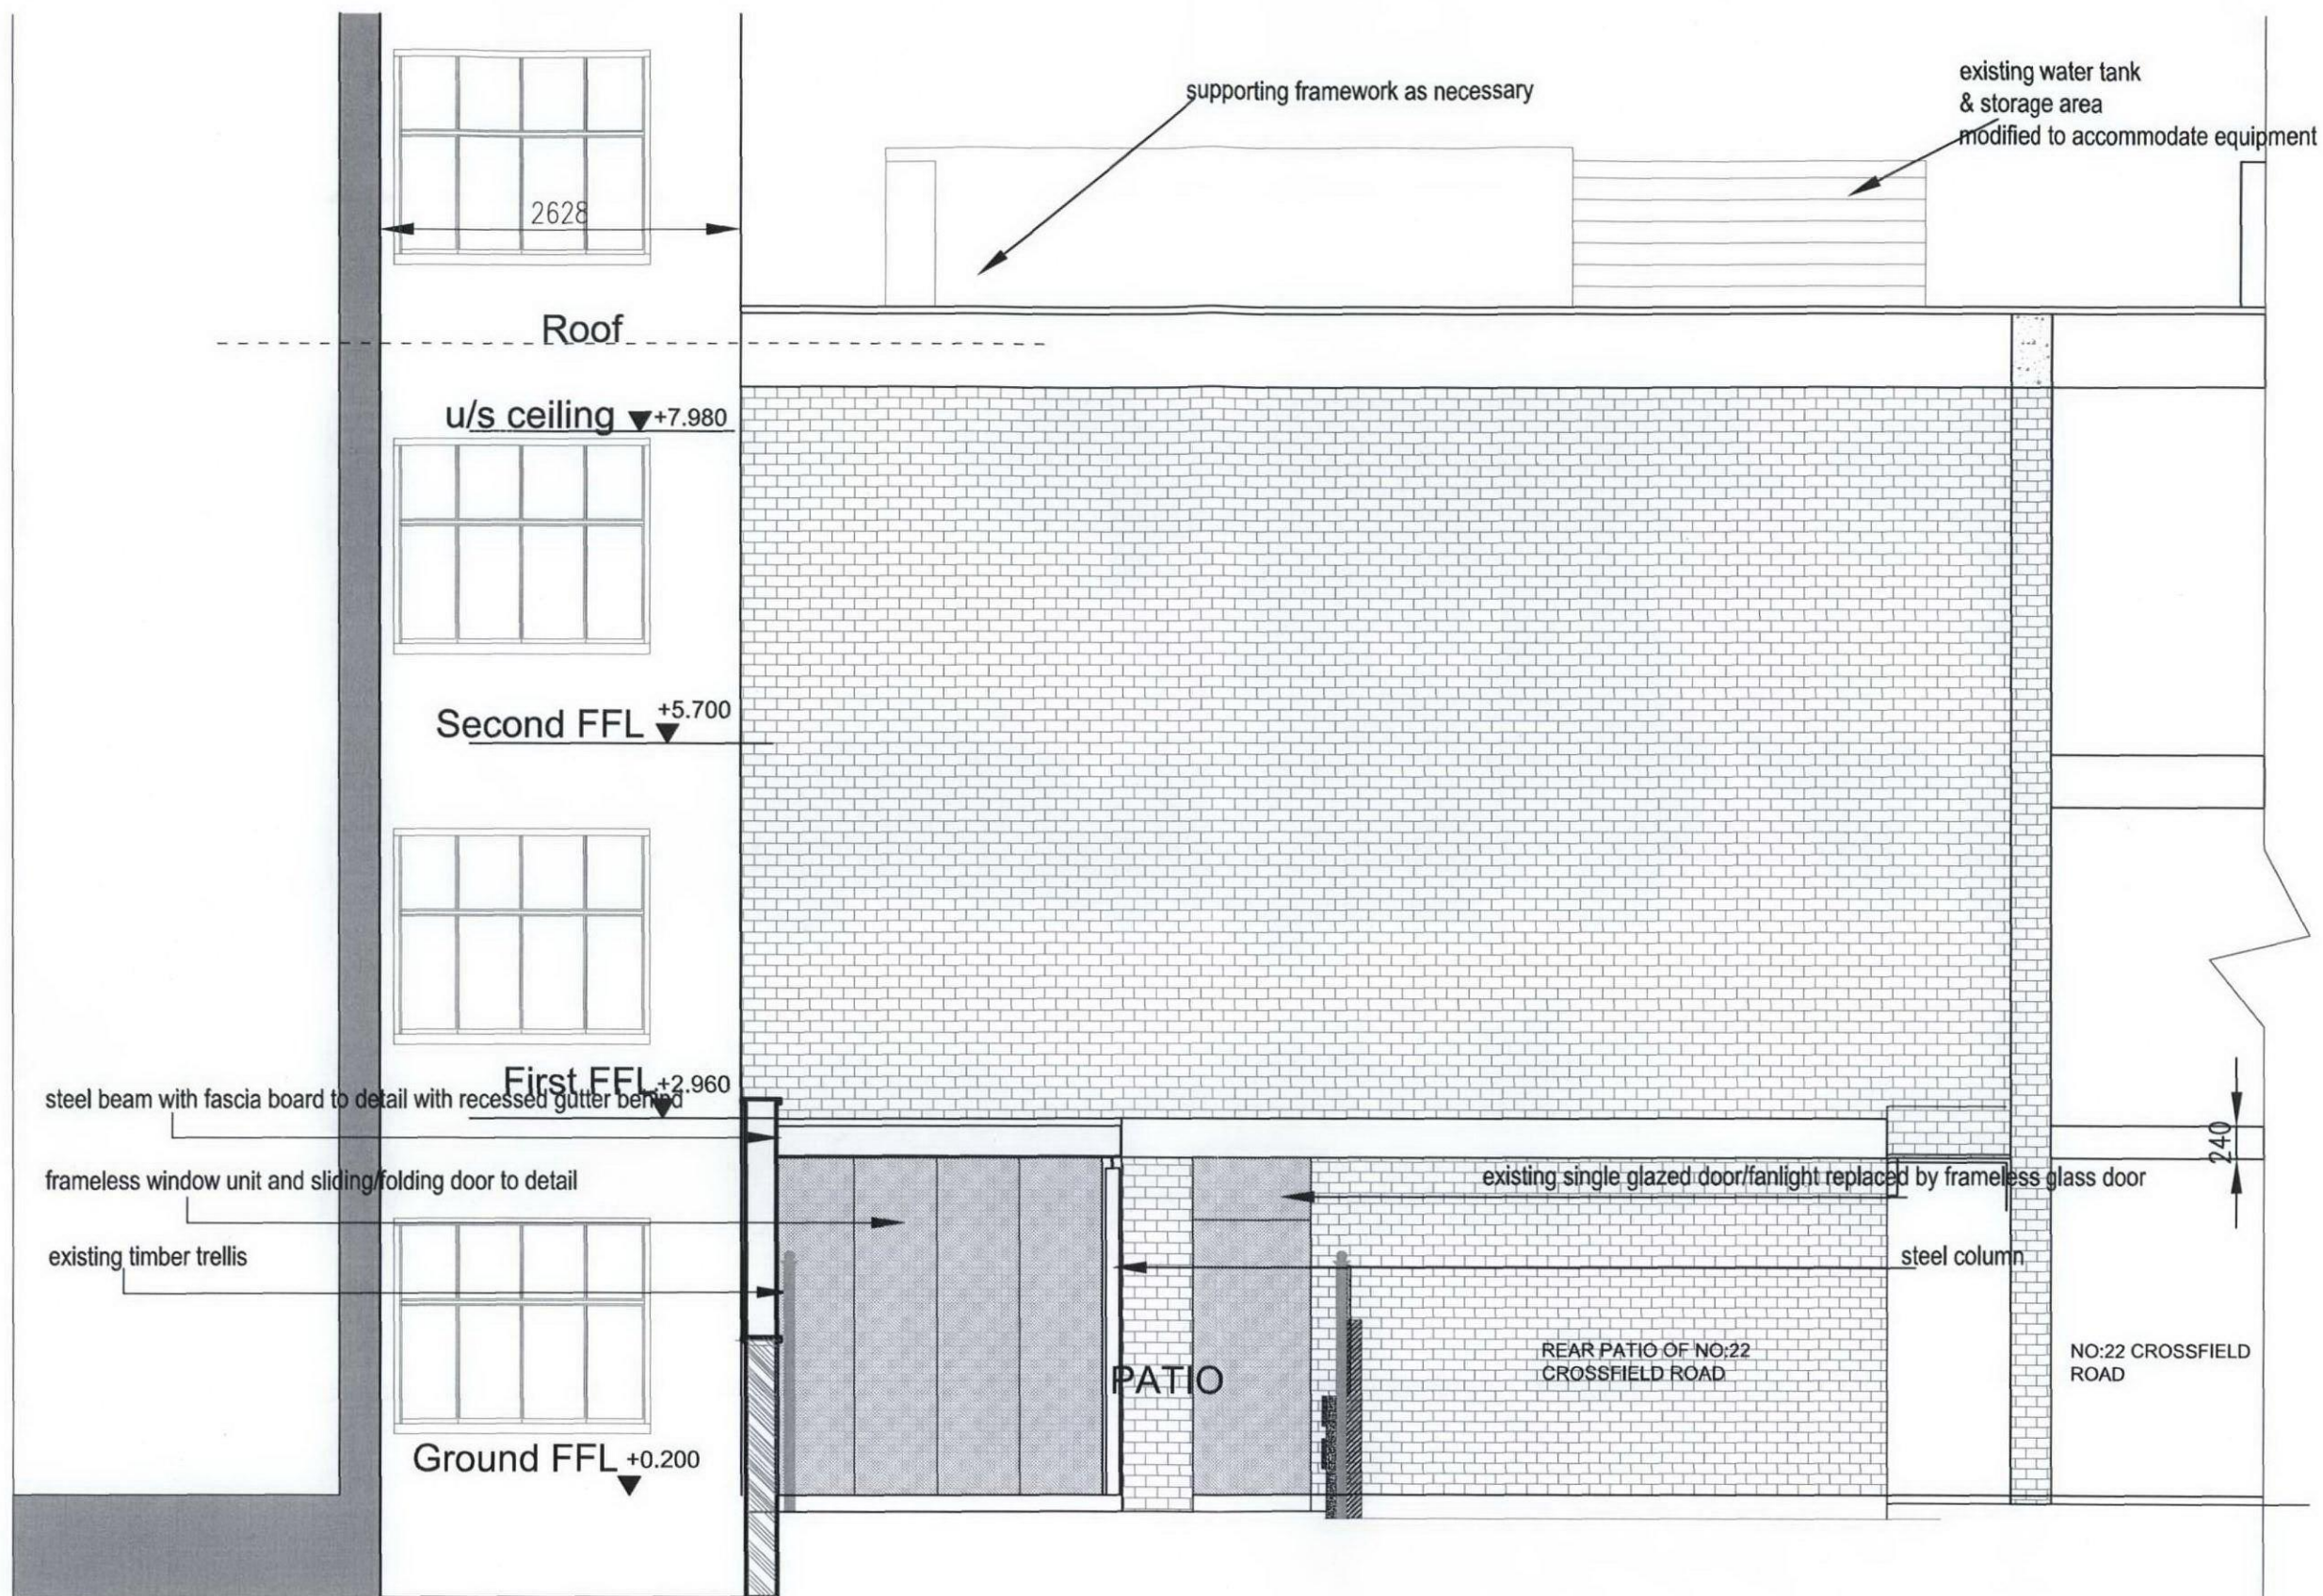 existing water tank
& storage area
modified to accommodate equipment
supporting framework as necessary
2628
Roof
u/s ceiling +7.980
Second FFL +5.700
First FFL +2.960
steel beam with fascia board to detail with recessed gutter behind
240
frameless window unit and sliding/folding door to detail
existing single glazed door/fanlight replaced by frameless glass door
existing timber trellis
steel column
REAR PATIO OF NO:22
CROSSFIELD ROAD
NO:22 CROSSFIELD
ROAD
PATIO
Ground FFL +0.200